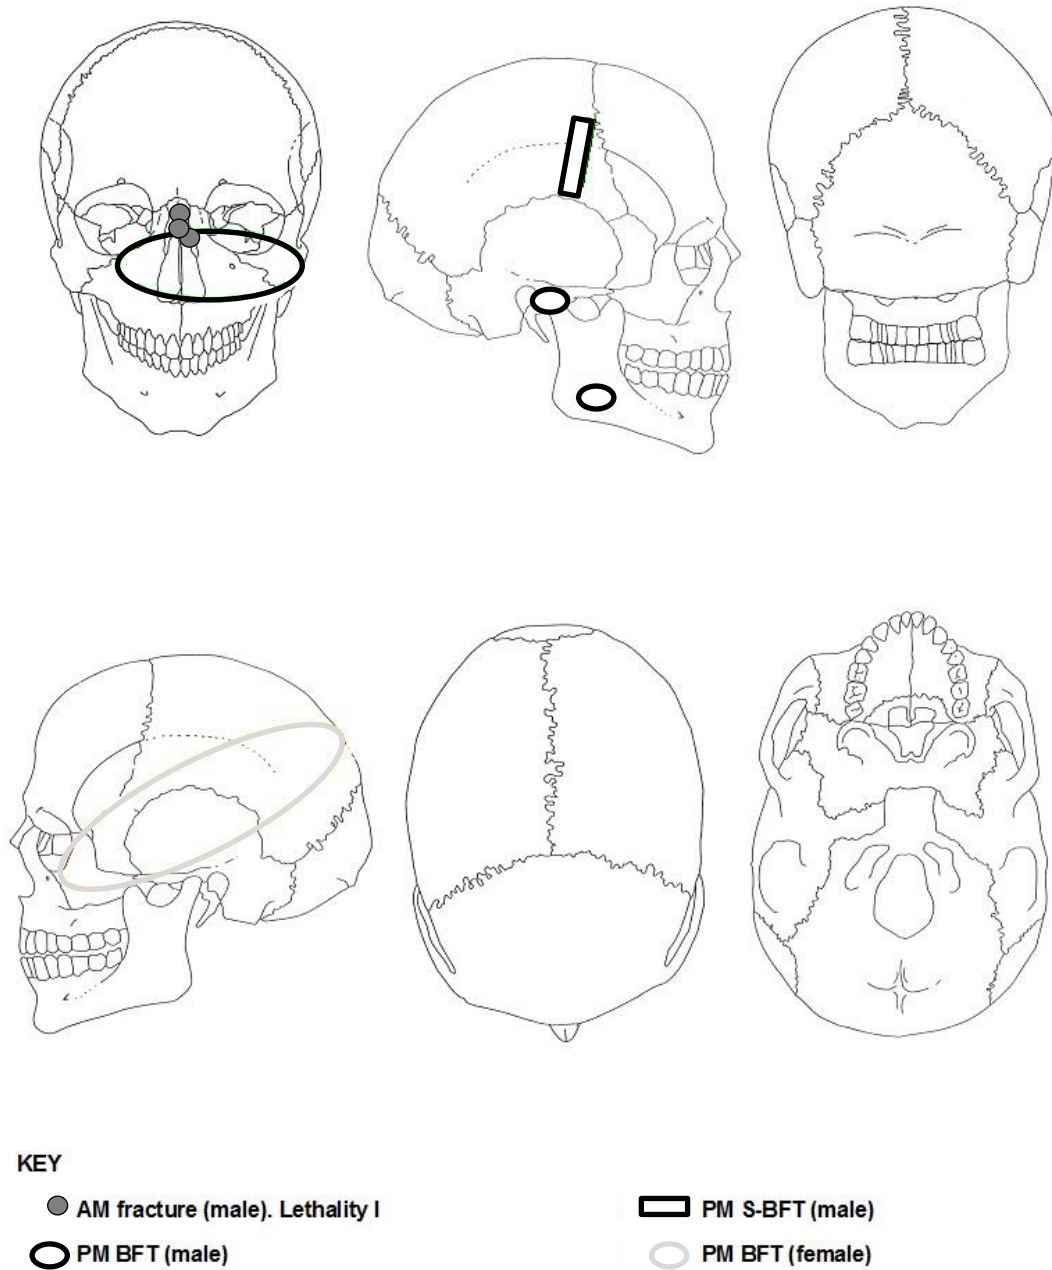 KEY
AM fracture (male). Lethality I
PM S-BFT (male)
PM BFT (male)
PM BFT (female)